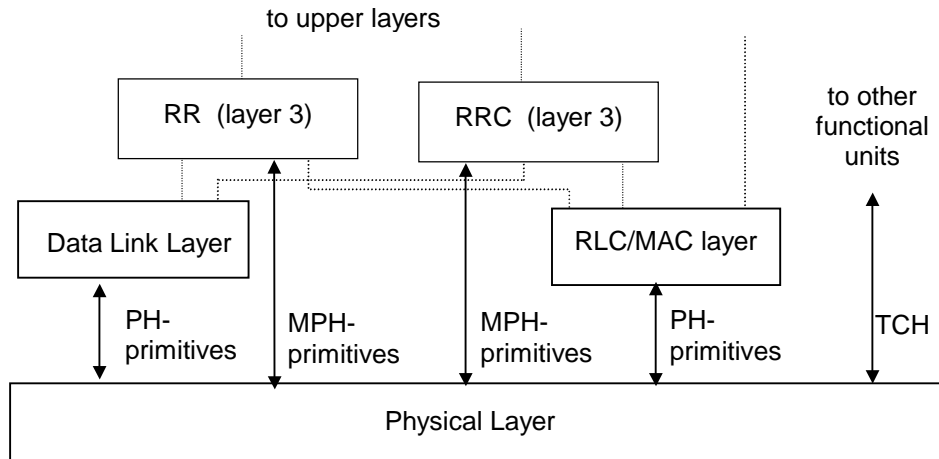 to upper layers
RR (layer 3)
RRC (layer 3)
to other
functional
units
Data Link Layer
RLC/MAC layer
PH-
primitives
MPH-
primitives
MPH-
primitives
PH-
primitives
TCH
Physical Layer